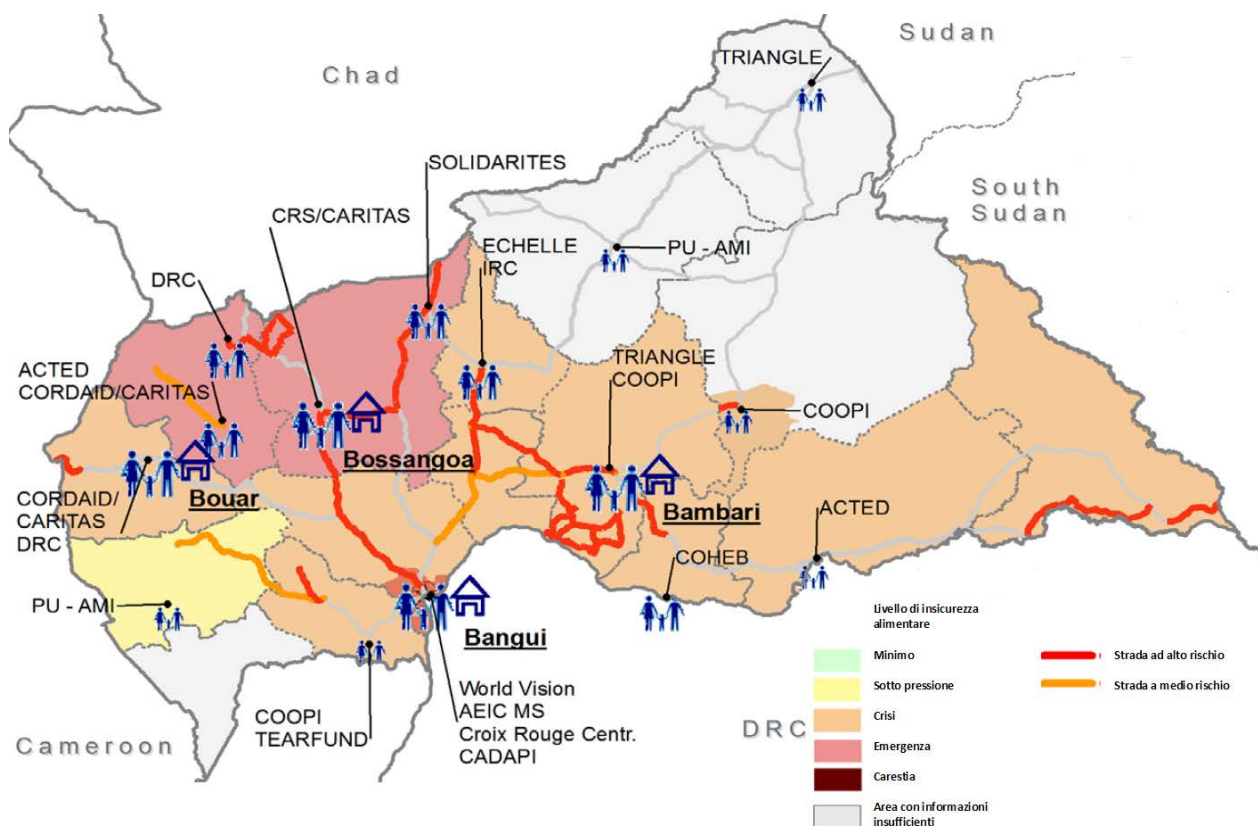 Sudan
TRIANGLE
Chad
SOLIDARITES
South
Sudan
CRS/CARITAS
ECHELLE
IRC
PU - AMI
DRC
ACTED
CORDAID/CARITAS
TRIANGLE
COOPI
COOPI
Bossangoa
Bouar
CORDAID/
CARITAS
DRC
Bambari
ACTED
COHEB
PU - AMI
Bangui
World Vision
AEIC MS
Croix Rouge Centr.
CADAPI
COOPI
TEARFUND
Cameroon
DRC
Livello di insicurezza
alimentare
Minimo
Sotto pressione
Crisi
Emergenza
Carestia
Area con informazioni
insufficienti
Strada ad alto rischio
Strada a medio rischio